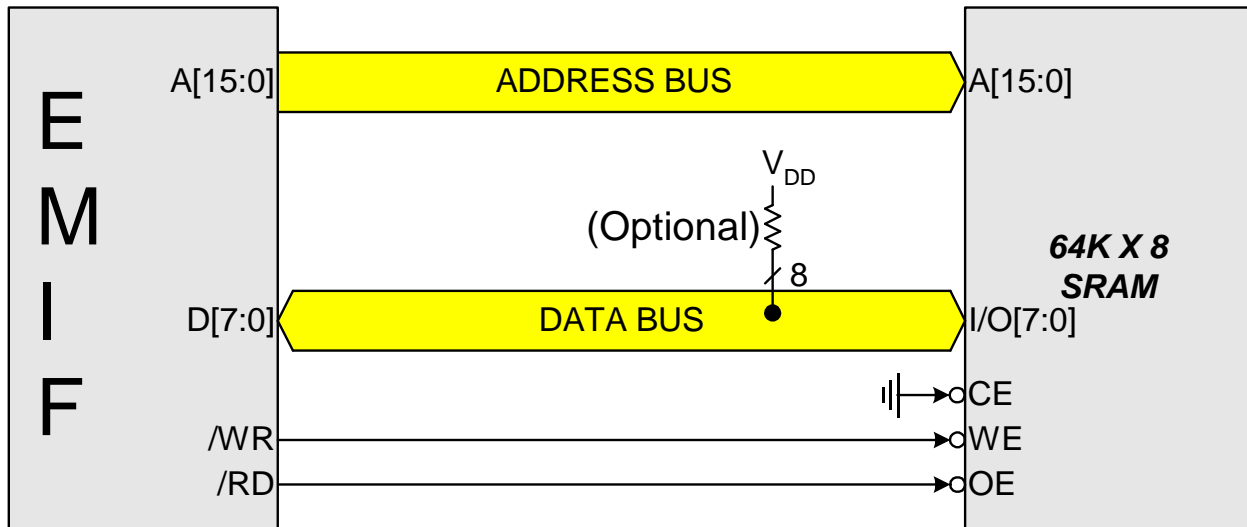 EMIF
A[15:0]
ADDRESS BUS
A[15:0]
VDD
(Optional)
8
64K X 8
SRAM
D[7:0]
DATA BUS
I/O[7:0]
CE
/WR
WE
/RD
OE